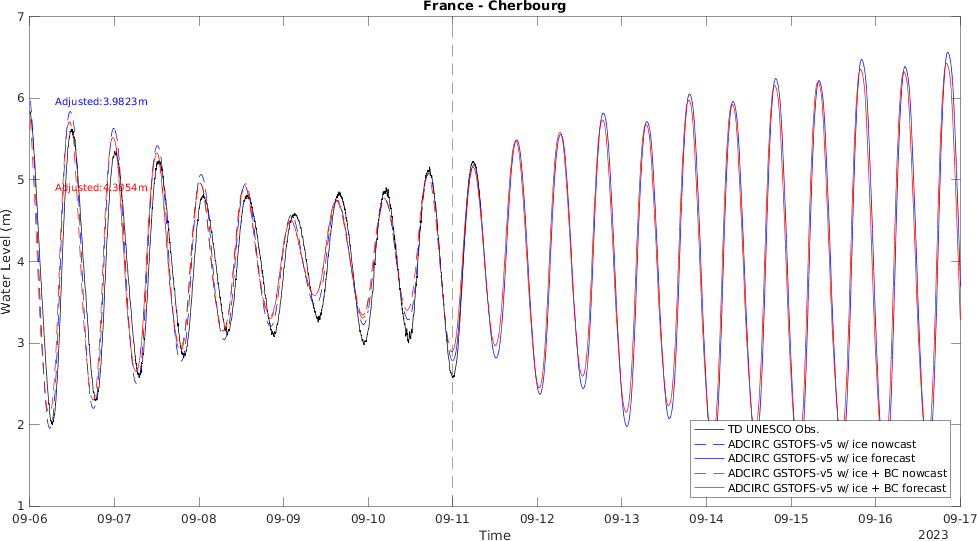 France - Cherbourg
7
6
5
4
3
2
1
Water Level (m)
Adjusted:3.9823m
Adjusted:4.3054m
TD UNESCO Obs.
ADCIRC GSTOFS-v5 w/ ice nowcast
ADCIRC GSTOFS-v5 w/ ice forecast
ADCIRC GSTOFS-v5 w/ ice + BC nowcast
ADCIRC GSTOFS-v5 w/ ice + BC forecast
09-06 09-07 09-08 09-09 09-10 09-11 09-12 09-13 09-14 09-15 09-16 09-17
Time
2023